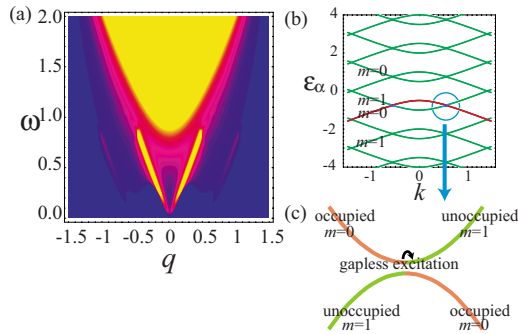 (a)
2.0
1.5
ω
1.0
0.5
0.0
-1.5 -1 -0.5 0 0.5 1 1.5
q
(b)
4
2
εα
0
-2
-4
m=0
m=1
m=0
m=1
-1 0 1
k
(c)
occupied
m=0
unoccupied
m=1
gapless excitation
unoccupied
m=1
occupied
m=0